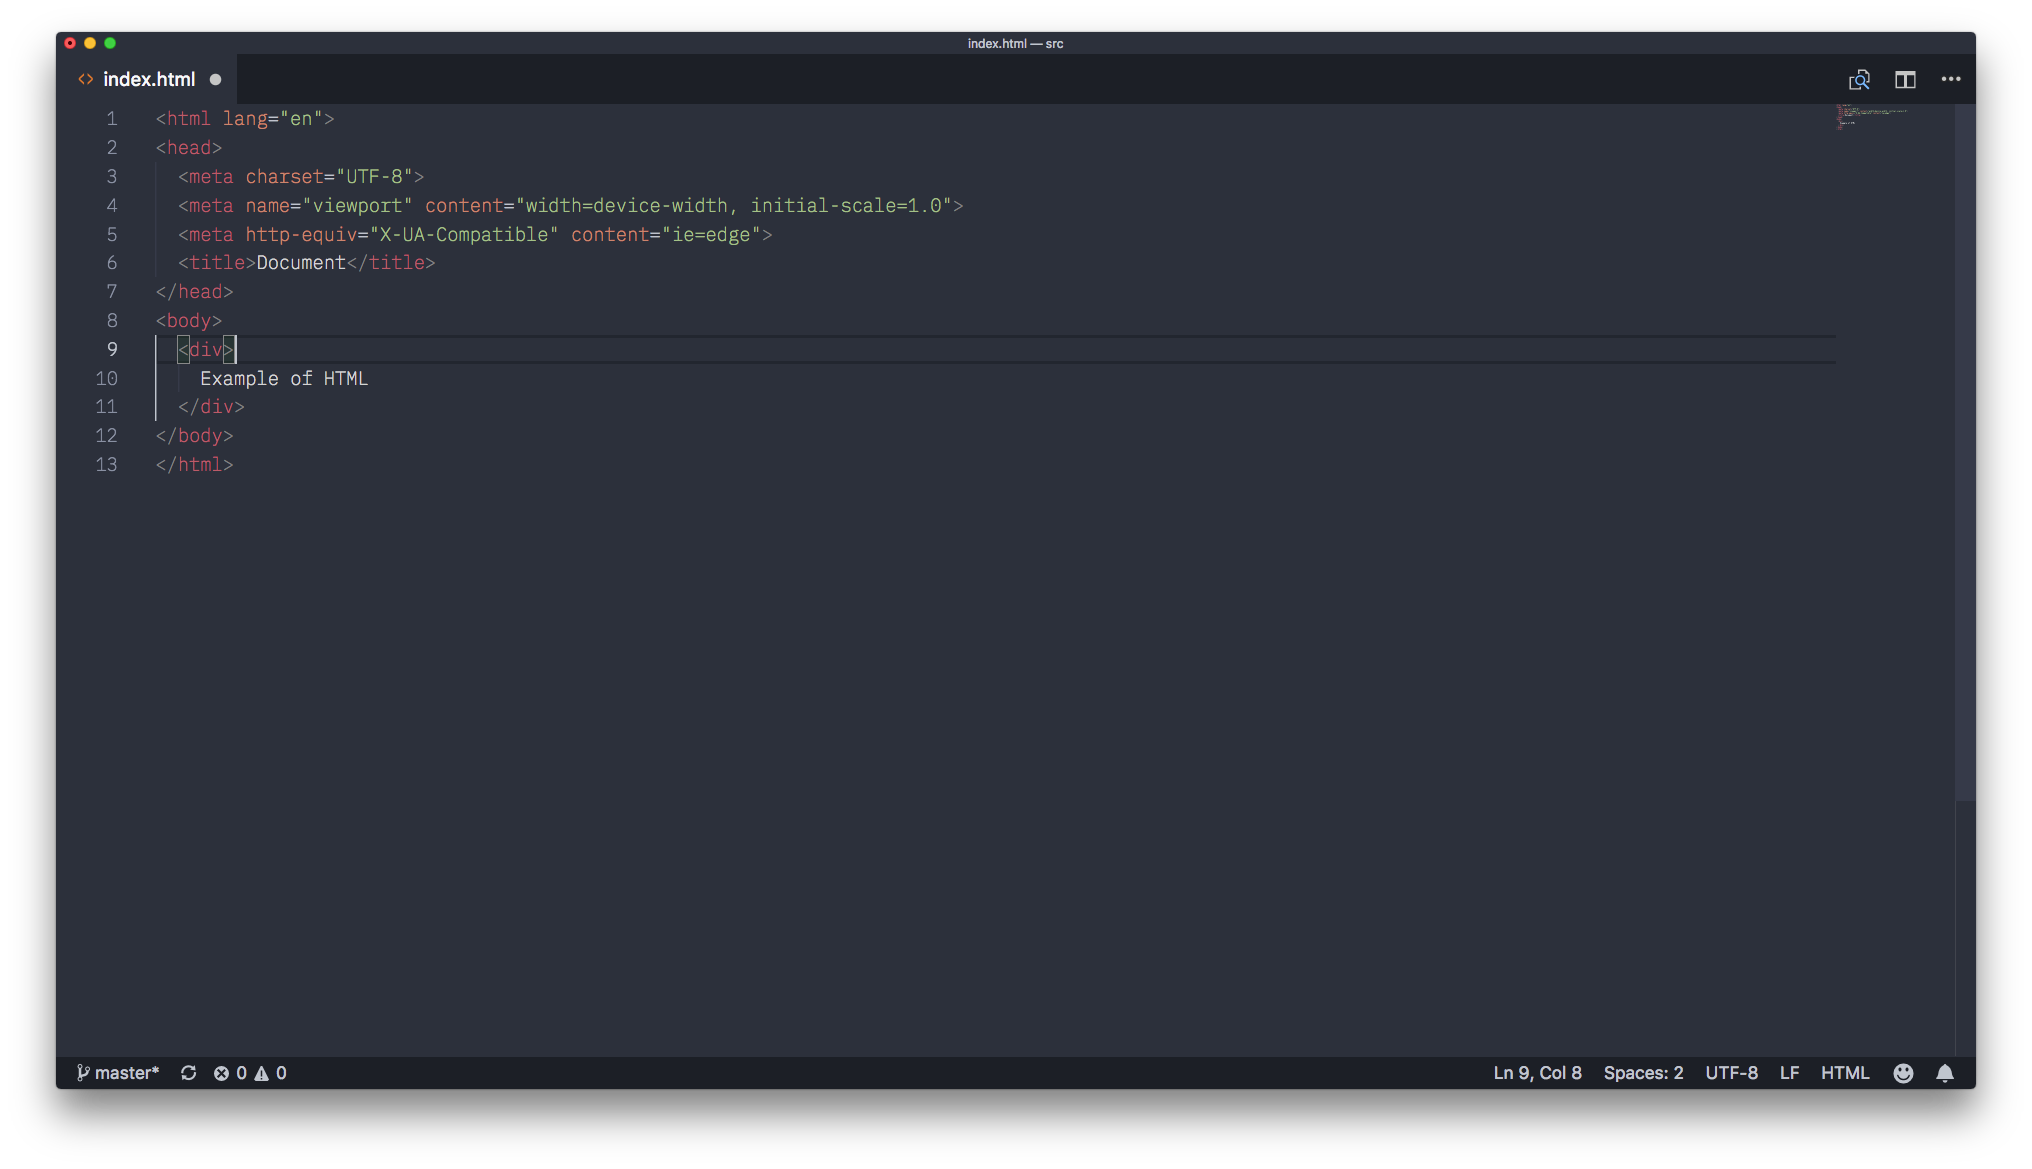 index.html — src
<> index.html
1 <html lang="en">
2 <head>
3   <meta charset="UTF-8">
4   <meta name="viewport" content="width=device-width, initial-scale=1.0">
5   <meta http-equiv="X-UA-Compatible" content="ie=edge">
6   <title>Document</title>
7 </head>
8 <body>
9   <div>
10     Example of HTML
11   </div>
12 </body>
13 </html>
master* 0 0 Ln 9, Col 8 Spaces: 2 UTF-8 LF HTML